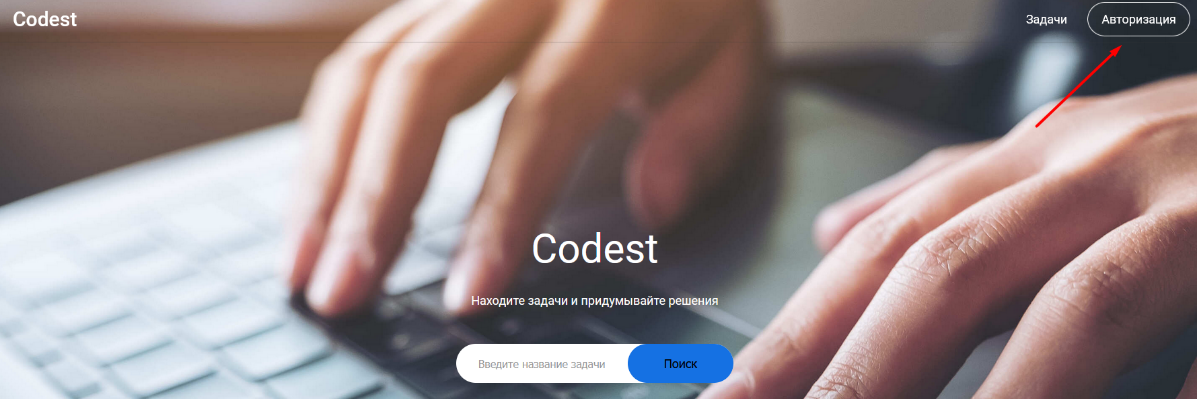 Codest
Задачи
Авторизация
Codest
Находите задачи и придумывайте решения
Введите название задачи
Поиск